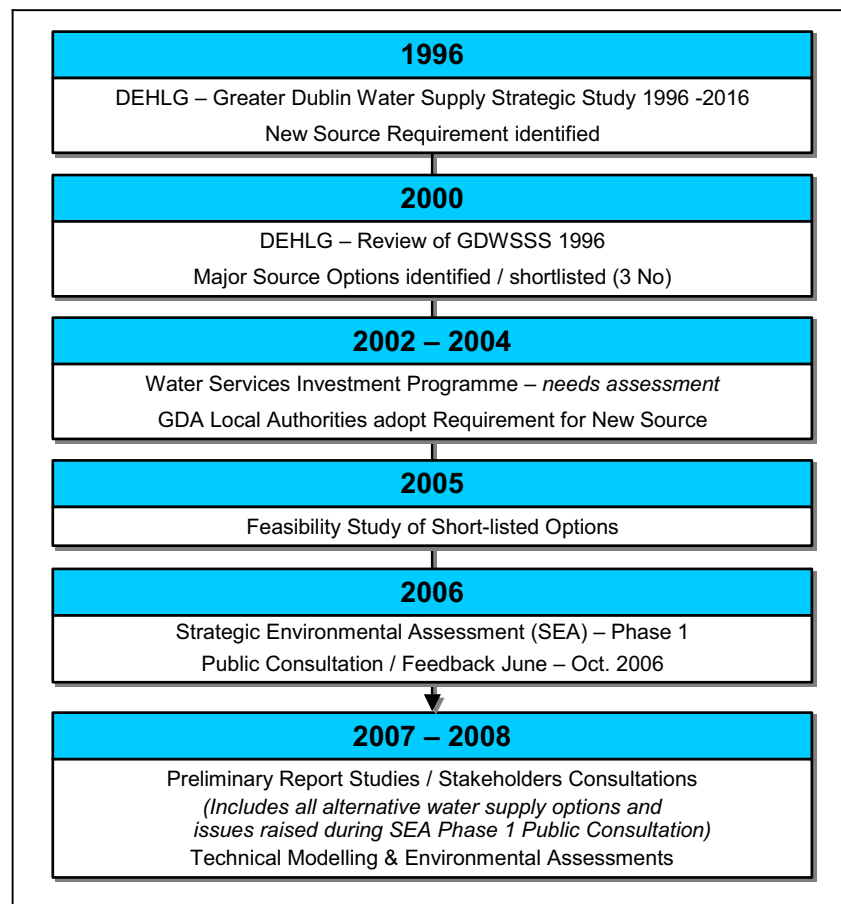 1996
DEHLG – Greater Dublin Water Supply Strategic Study 1996 -2016
New Source Requirement identified
2000
DEHLG – Review of GDWSSS 1996
Major Source Options identified / shortlisted (3 No)
2002 – 2004
Water Services Investment Programme – needs assessment
GDA Local Authorities adopt Requirement for New Source
2005
Feasibility Study of Short-listed Options
2006
Strategic Environmental Assessment (SEA) – Phase 1
Public Consultation / Feedback June – Oct. 2006
2007 – 2008
Preliminary Report Studies / Stakeholders Consultations
(Includes all alternative water supply options and
issues raised during SEA Phase 1 Public Consultation)
Technical Modelling & Environmental Assessments